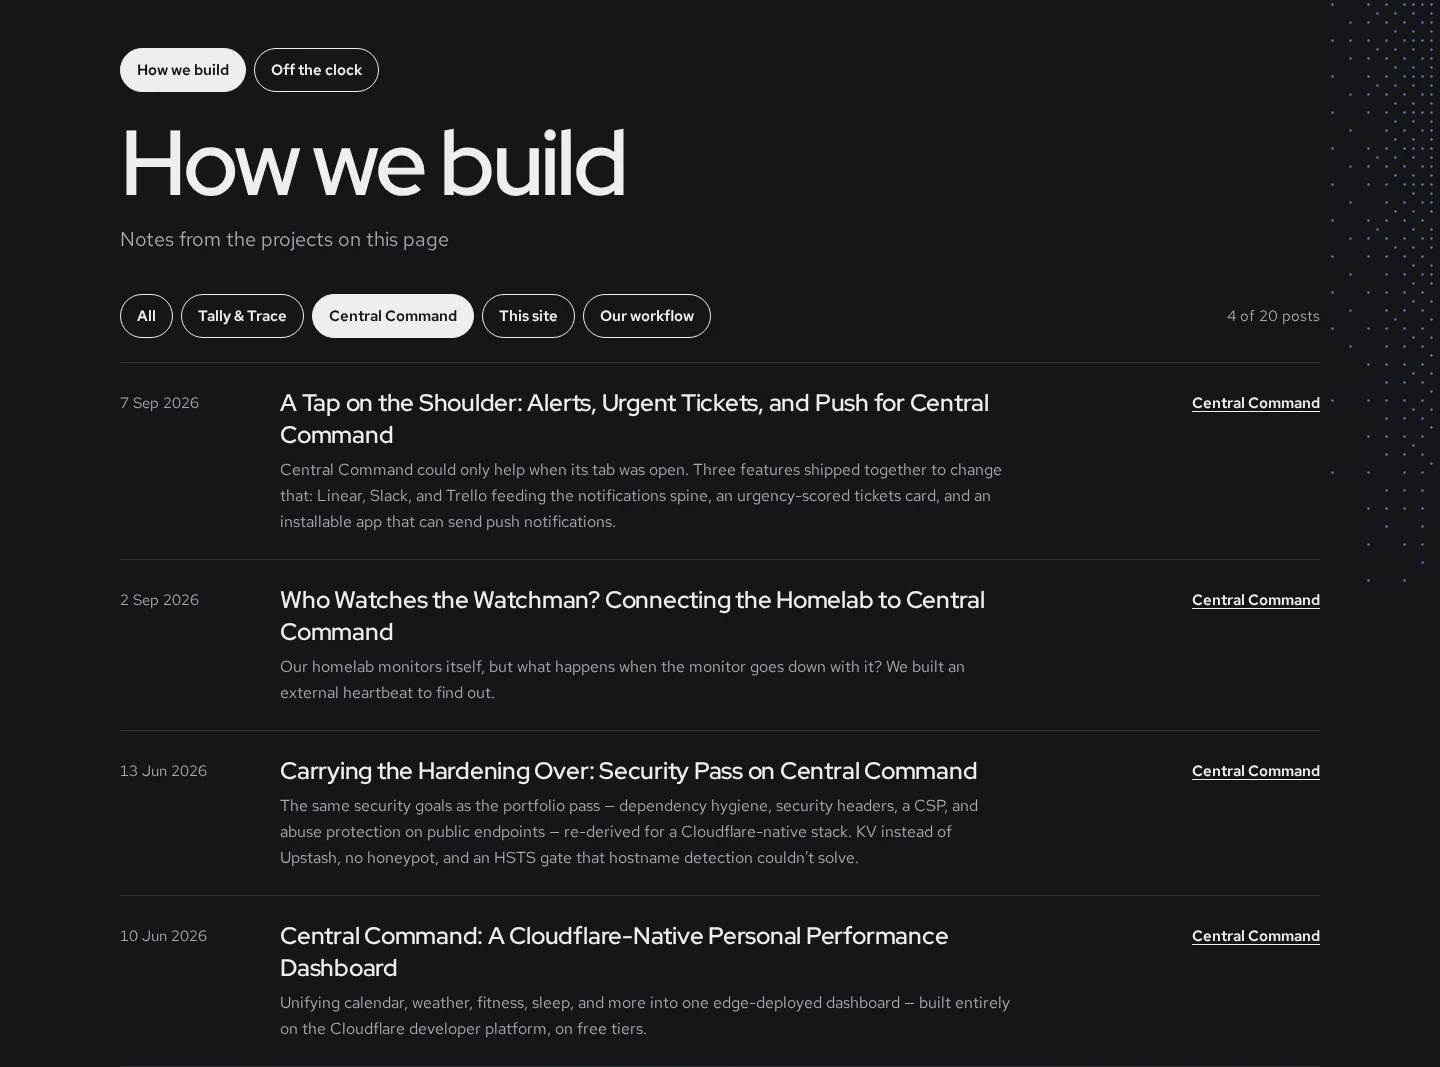 How we build
Off the clock
How we build
Notes from the projects on this page
All
Tally & Trace
Central Command
This site
Our workflow
4 of 20 posts
7 Sep 2026
A Tap on the Shoulder: Alerts, Urgent Tickets, and Push for Central
Command
Central Command
Central Command could only help when its tab was open. Three features shipped together to change
that: Linear, Slack, and Trello feeding the notifications spine, an urgency-scored tickets card, and an
installable app that can send push notifications.
2 Sep 2026
Who Watches the Watchman? Connecting the Homelab to Central
Command
Central Command
Our homelab monitors itself, but what happens when the monitor goes down with it? We built an
external heartbeat to find out.
13 Jun 2026
Carrying the Hardening Over: Security Pass on Central Command
Central Command
The same security goals as the portfolio pass — dependency hygiene, security headers, a CSP, and
abuse protection on public endpoints — re-derived for a Cloudflare-native stack. KV instead of
Upstash, no honeypot, and an HSTS gate that hostname detection couldn't solve.
10 Jun 2026
Central Command: A Cloudflare-Native Personal Performance
Dashboard
Central Command
Unifying calendar, weather, fitness, sleep, and more into one edge-deployed dashboard — built entirely
on the Cloudflare developer platform, on free tiers.